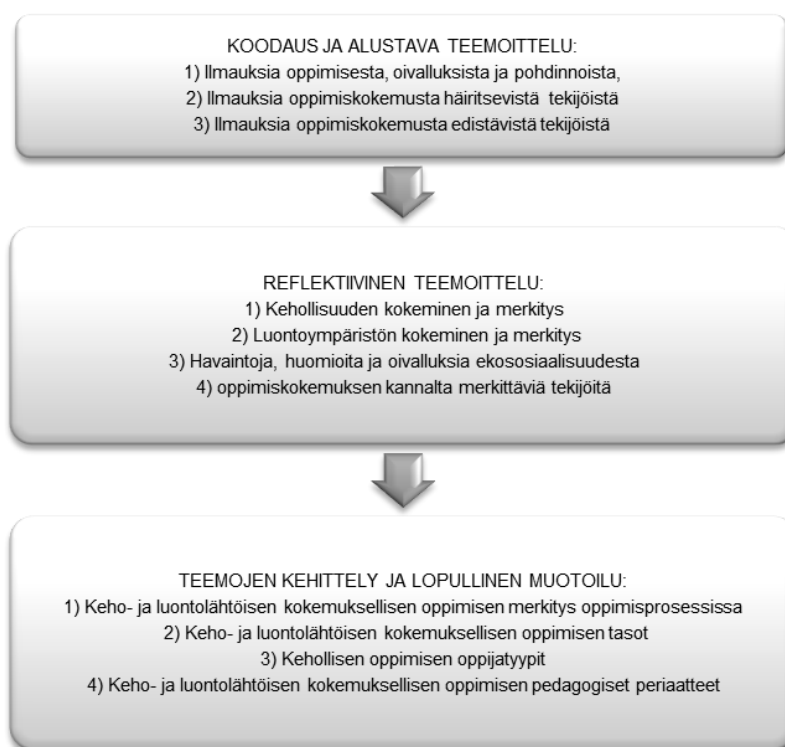 KOODAUS JA ALUSTAVA TEEMOITTELU:
1) Ilmauksia oppimisesta, oivalluksista ja pohdinnoista,
2) Ilmauksia oppimiskokemusta häiritsevistä tekijöistä
3) Ilmauksia oppimiskokemusta edistävistä tekijöistä
REFLEKTIIVINEN TEEMOITTELU:
1) Kehollisuuden kokeminen ja merkitys
2) Luontoympäristön kokeminen ja merkitys
3) Havaintoja, huomioita ja oivalluksia ekososiaalisuudesta
4) oppimiskokemuksen kannalta merkittäviä tekijöitä
TEEMOJEN KEHITTELY JA LOPULLINEN MUOTOILU:
1) Keho- ja luontolähtöisen kokemuksellisen oppimisen merkitys oppimisprosessissa
2) Keho- ja luontolähtöisen kokemuksellisen oppimisen tasot
3) Kehollisen oppimisen oppijatyypit
4) Keho- ja luontolähtöisen kokemuksellisen oppimisen pedagogiset periaatteet